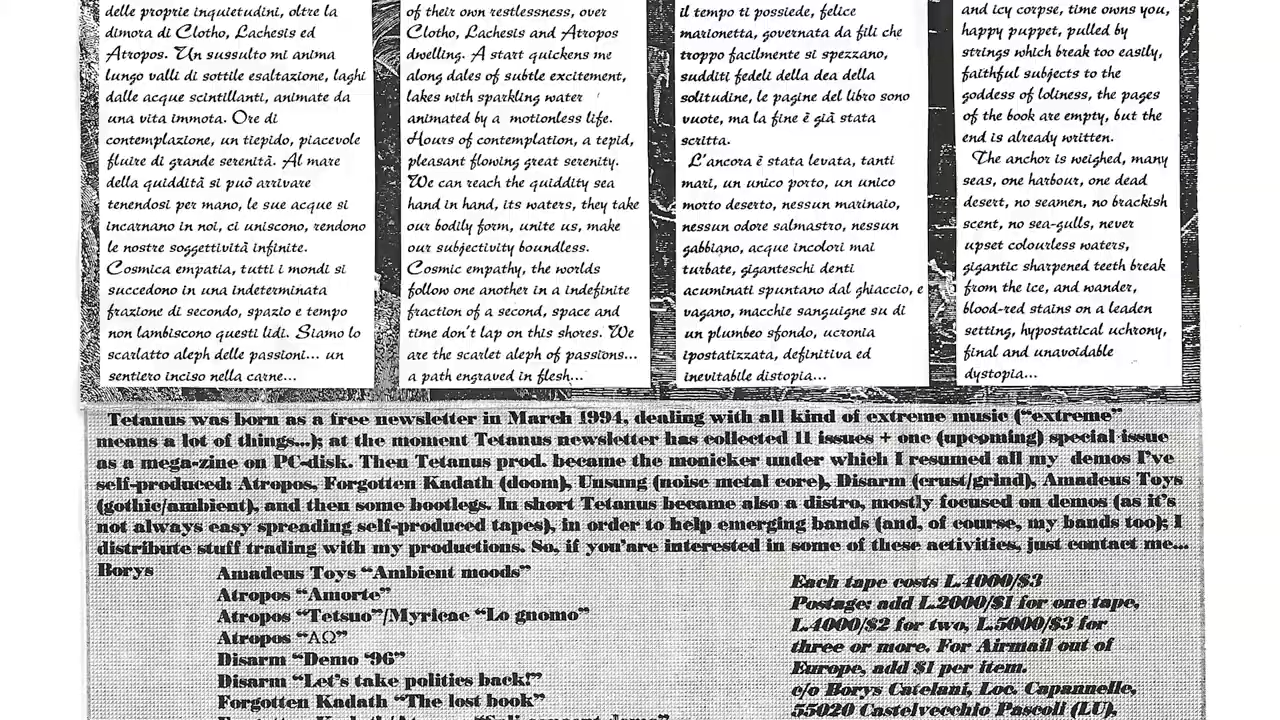 delle proprie inquietudini, oltre la
dimora di Clotho, Lachesis ed
Atropos. Un sussulto mi anima
lungo valli di sottile esaltazione, laghi
dalle acque scintillanti, animate da
una vita immota. Ore di
contemplazione, un tiepido, piacevole
fluire di grande serenità. Al mare
della quiddità si può arrivare
tenendosi per mano, le sue acque si
incarnano in noi, ci uniscono, rendono
le nostre soggettività infinite.
Cosmica empatia, tutti i mondi si
succedono in una indeterminata
frazione di secondo, spazio e tempo
non lambiscono questi lidi. Siamo lo
scarlatto aleph delle passioni... un
sentiero inciso nella carne...
of their own restlessness, over
Clotho, Lachesis and Atropos
dwelling. A start quickens me
along dales of subtle excitement,
lakes with sparkling water
animated by a motionless life.
Hours of contemplation, a tepid,
pleasant flowing great serenity.
We can reach the quiddity sea
hand in hand, its waters, they take
our bodily form, unite us, make
our subjectivity boundless.
Cosmic empathy, the worlds
follow one another in a indefinite
fraction of a second, space and
time don't lap on this shores. We
are the scarlet aleph of passions...
a path engraved in flesh...
il tempo ti possiede, felice
marionetta, governata da fili che
troppo facilmente si spezzano,
sudditi fedeli della dea della
solitudine, le pagine del libro sono
vuote, ma la fine è già stata
scritta.
L'ancora è stata levata, tanti
mari, un unico porto, un unico
morto deserto, nessun marinaio,
nessun odore salmastro, nessun
gabbiano, acque incolori mai
turbate, giganteschi denti
acuminati spuntano dal ghiaccio, e
vagano, macchie sanguigne su di
un plumbeo sfondo, ucronia
ipostatizzata, definitiva ed
inevitabile distopia...
and icy corpse, time owns you,
happy puppet, pulled by
strings which break too easily,
faithful subjects to the
goddess of loliness, the pages
of the book are empty, but the
end is already written.
The anchor is weighed, many
seas, one harbour, one dead
desert, no seamen, no brackish
scent, no sea-gulls, never
upset colourless waters,
gigantic sharpened teeth break
from the ice, and wander,
blood-red stains on a leaden
setting, hypostatical uchrony,
final and unavoidable
dystopia...
Tetanus was born as a free newsletter in March 1994, dealing with all kind of extreme music ("extreme"
means a lot of things...); at the moment Tetanus newsletter has collected 11 issues + one (upcoming) special issue
as a mega-zine on PC-disk. Then Tetanus prod. became the monicker under which I resumed all my demos I've
self-produced: Atropos, Forgotten Kadath (doom), Unsung (noise metal core), Disarm (crust/grind), Amadeus Toys
(gothic/ambient), and then some bootlegs. In short Tetanus became also a distro, mostly focused on demos (as it's
not always easy spreading self-produced tapes), in order to help emerging bands (and, of course, my bands too); I
distribute stuff trading with my productions. So, if you'are interested in some of these activities, just contact me...
Borys
Amadeus Toys "Ambient moods"
Atropos "Amorte"
Atropos "Tetsuo"/Myricae "Lo gnomo"
Atropos "ΑΩ"
Disarm "Demo '96"
Disarm "Let's take politics back!"
Forgotten Kadath "The lost book"
Each tape costs L.4000/$3
Postage: add L.2000/$1 for one tape,
L.4000/$2 for two, L.5000/$3 for
three or more. For Airmail out of
Europe, add $1 per item.
c/o Borys Catelani, Loc. Capannelle,
55020 Castelvecchio Pascoli (LU),